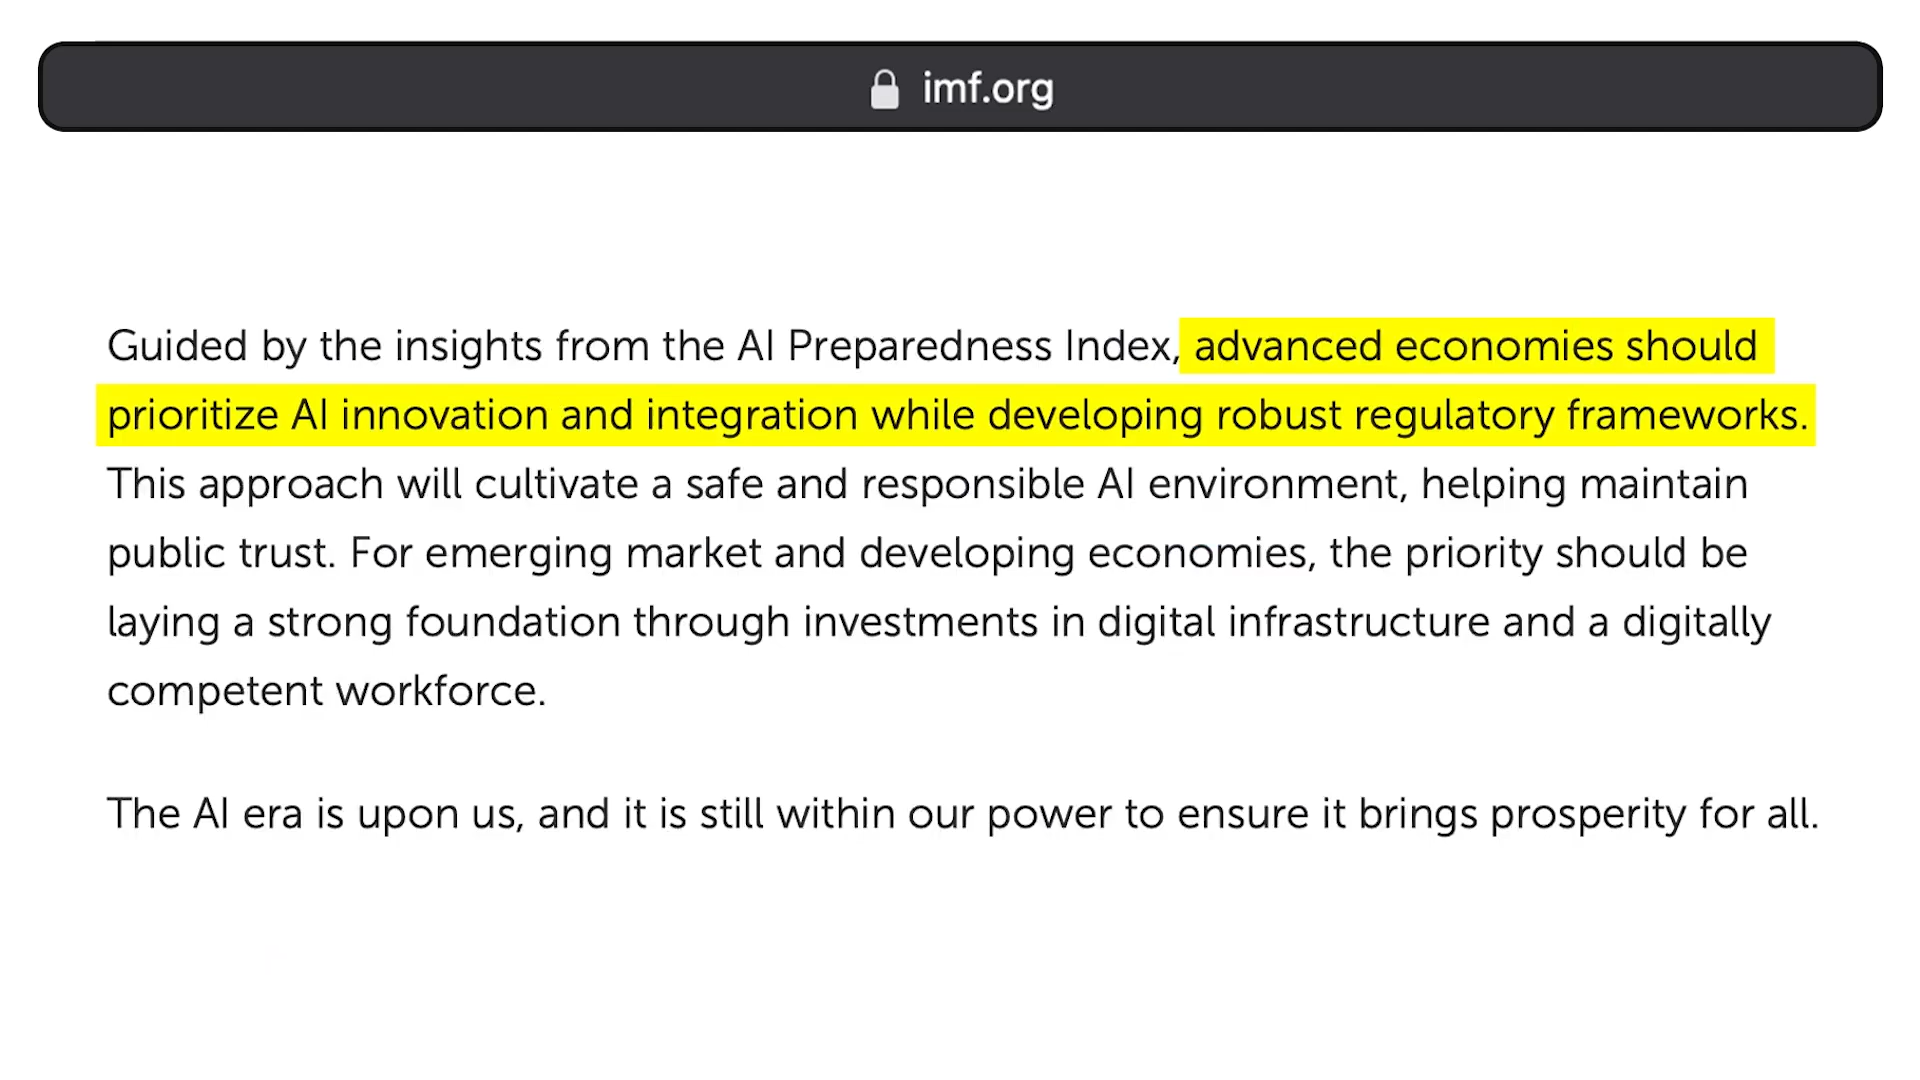 imf.org
Guided by the insights from the AI Preparedness Index, advanced economies should
prioritize AI innovation and integration while developing robust regulatory frameworks.
This approach will cultivate a safe and responsible AI environment, helping maintain
public trust. For emerging market and developing economies, the priority should be
laying a strong foundation through investments in digital infrastructure and a digitally
competent workforce.
The AI era is upon us, and it is still within our power to ensure it brings prosperity for all.